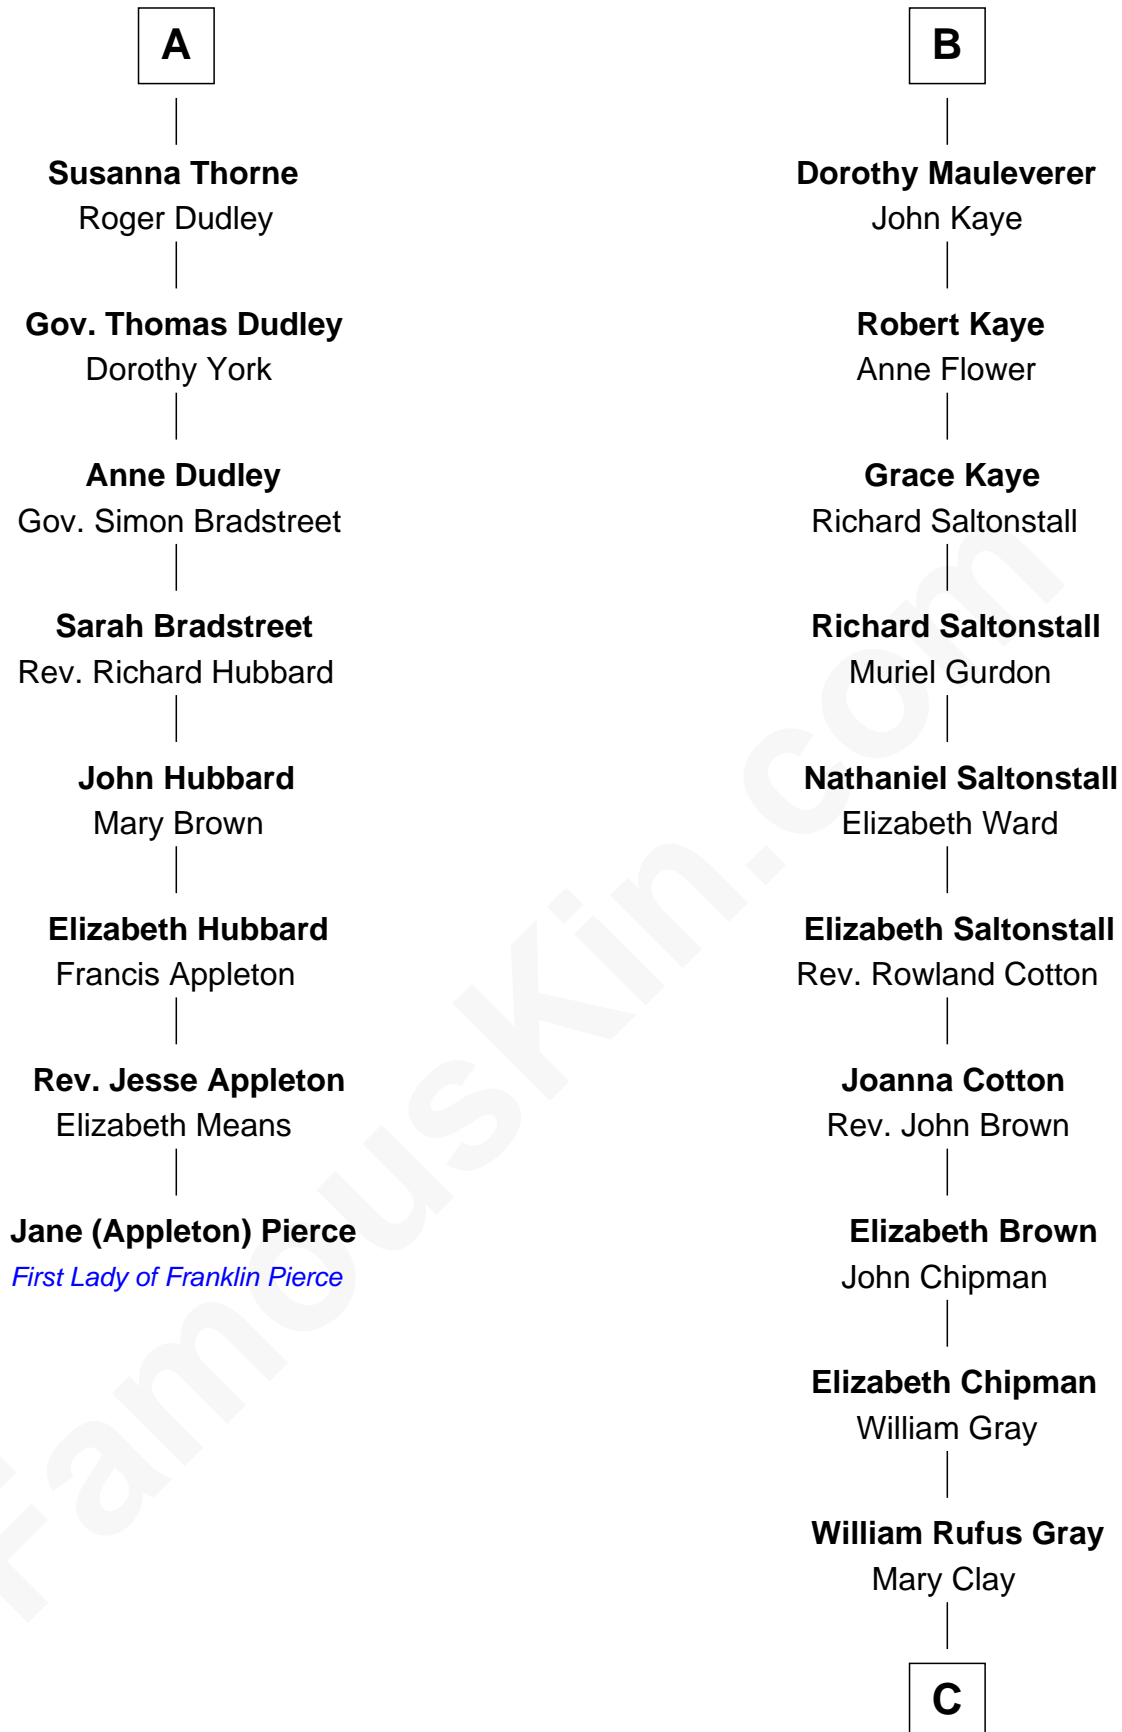 A
Susanna Thorne
Roger Dudley
Gov. Thomas Dudley
Dorothy York
Anne Dudley
Gov. Simon Bradstreet
Sarah Bradstreet
Rev. Richard Hubbard
John Hubbard
Mary Brown
Elizabeth Hubbard
Francis Appleton
Rev. Jesse Appleton
Elizabeth Means
Jane (Appleton) Pierce
First Lady of Franklin Pierce
B
Dorothy Mauleverer
John Kaye
Robert Kaye
Anne Flower
Grace Kaye
Richard Saltonstall
Richard Saltonstall
Muriel Gurdon
Nathaniel Saltonstall
Elizabeth Ward
Elizabeth Saltonstall
Rev. Rowland Cotton
Joanna Cotton
Rev. John Brown
Elizabeth Brown
John Chipman
Elizabeth Chipman
William Gray
William Rufus Gray
Mary Clay
C
FamousKin.com